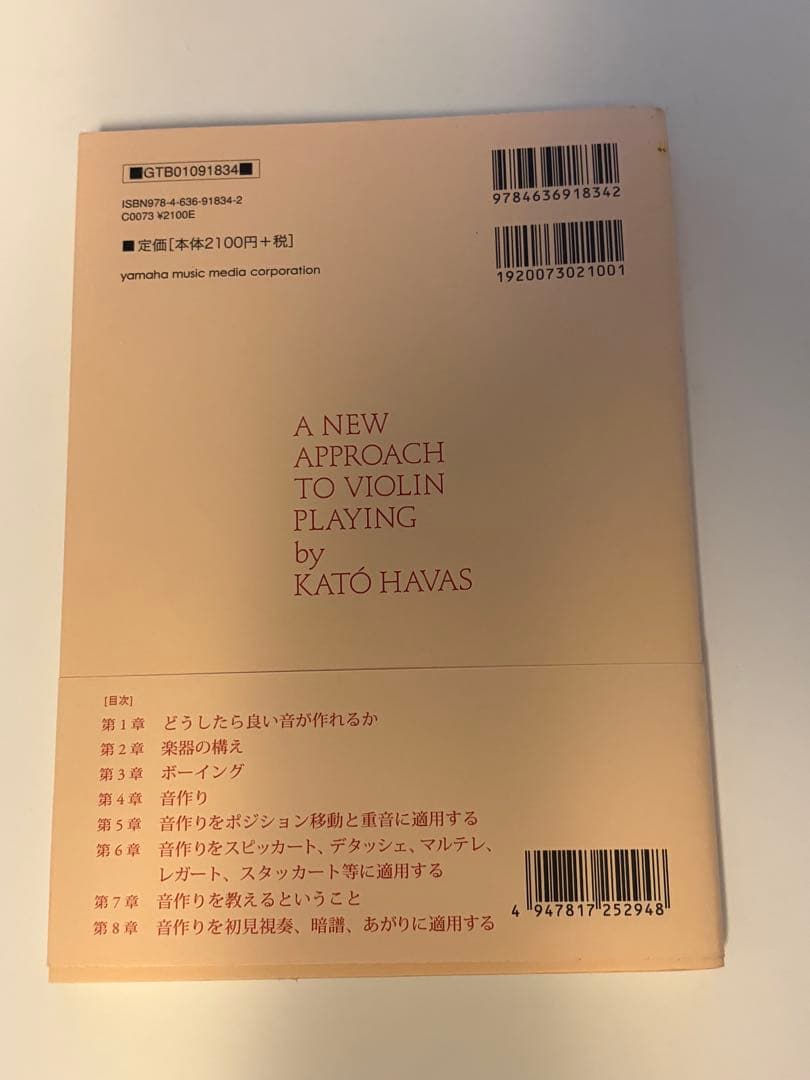 ■GTB01091834■
ISBN978-4-636-91834-2
C0073 ¥2100E
■定価[本体2100円+税]
yamaha music media corporation
9784636918342
1920073021001
A NEW
APPROACH
TO VIOLIN
PLAYING
by
KATÓ HAVAS
[目次]
第1章 どうしたら良い音が作れるか
第2章 楽器の構え
第3章 ボーイング
第4章 音作り
第5章 音作りをポジション移動と重音に適用する
第6章 音作りをスピッカート、デタッシェ、マルテレ、
レガート、スタッカート等に適用する
第7章 音作りを教えるということ
第8章 音作りを初見視奏、暗譜、あがりに適用する
4 947817 252948